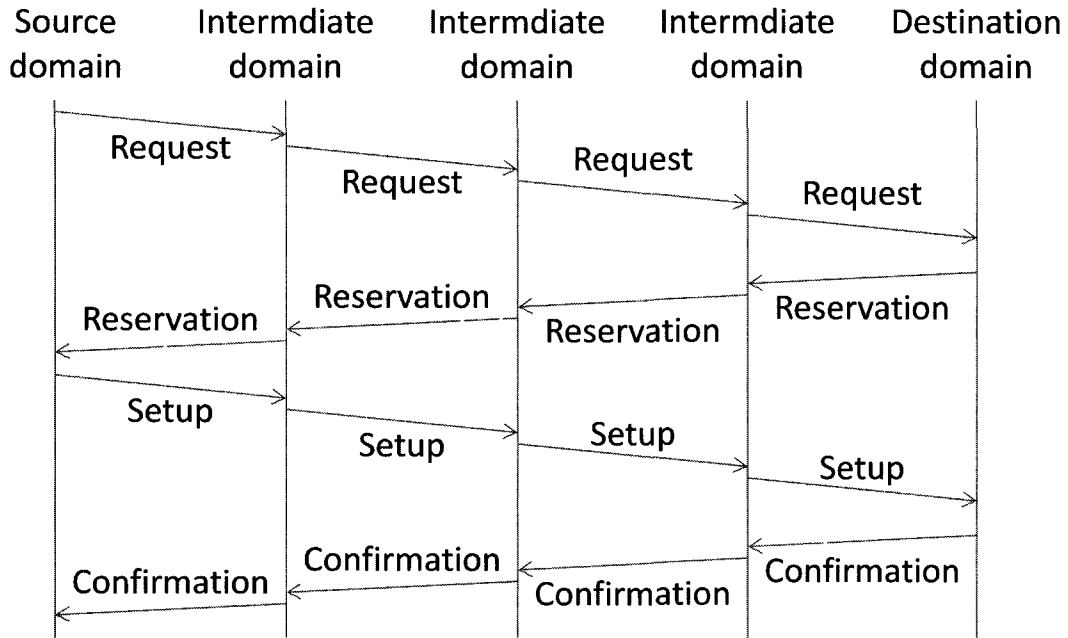 Source Intermdiate Intermdiate Intermdiate Destination
domain domain domain domain domain
Request
Request
Request
Request
Reservation
Reservation
Reservation
Reservation
Setup
Setup
Setup
Setup
Confirmation
Confirmation
Confirmation
Confirmation